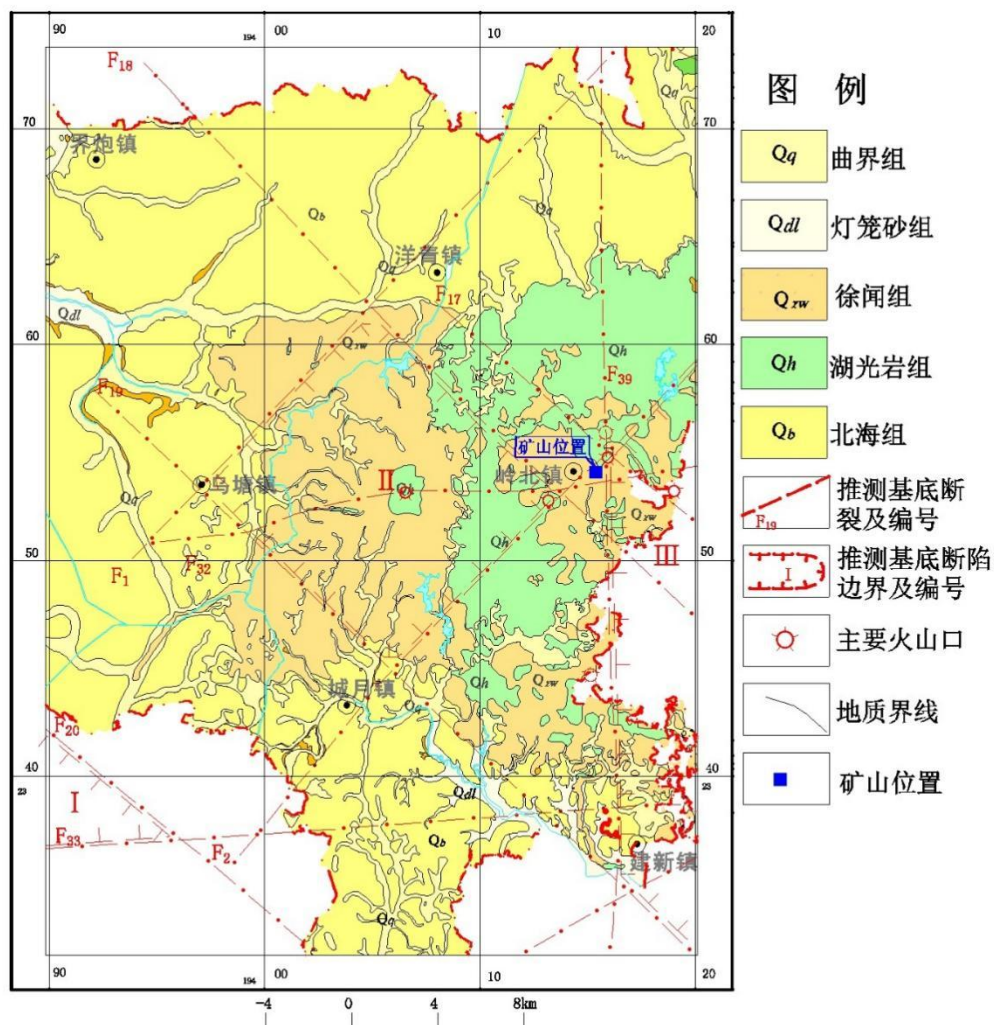 90
194
00
10
20
F18
Qq
70
70
界炮镇
Qb
Qq
洋青镇
Qq
F17
Qdl
60
60
Qxw
Qh
F39
F19
矿山位置
岭北镇
乌塘镇
II
Qh
Qxw
Qq
Qh
III
50
50
F1
F32
城月镇
Qq
Qh
Qxw
F20
40
40
23
23
I
Qdl
Qb
F33
F2
建新镇
Qq
90
194
00
10
20
-4 0 4 8km
图 例
Qq 曲界组
Qdl 灯笼砂组
Qxw 徐闻组
Qh 湖光岩组
Qb 北海组
F19 推测基底断
裂及编号
I 推测基底断陷
边界及编号
主要火山口
地质界线
矿山位置